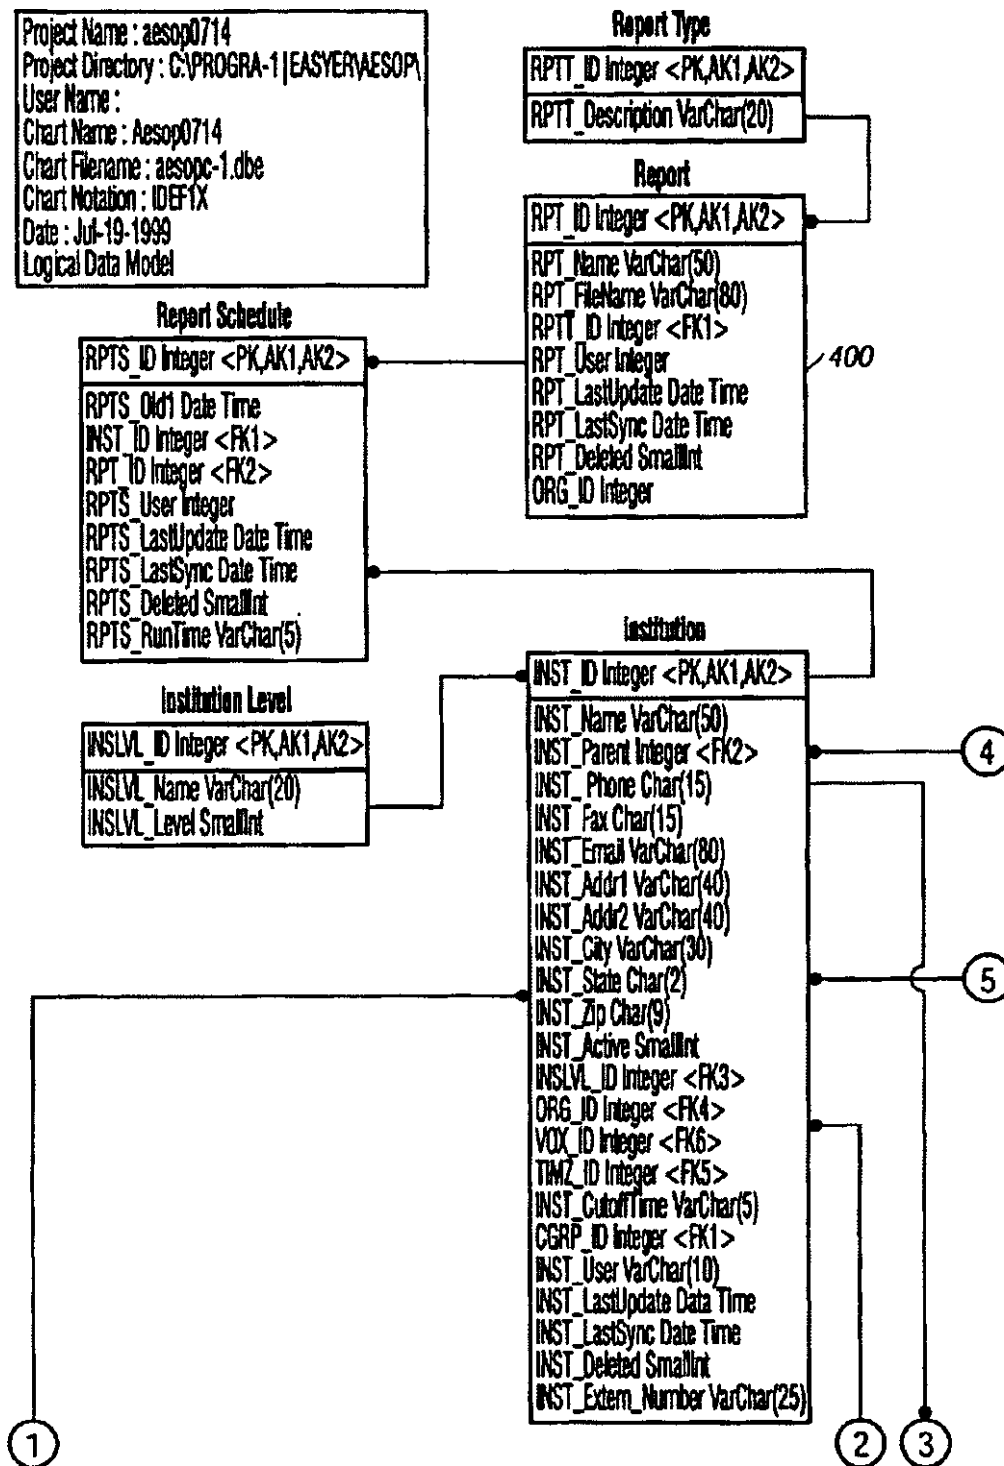 Project Name : aesop0714
Project Directory : C:\PROGRA-1|EASYER\AESOP\
User Name :
Chart Name : Aesop0714
Chart Filename : aesopc-1.dbe
Chart Notation : IDEF1X
Date : Jul-19-1999
Logical Data Model
Report Type
RPTT_ID Integer <PK,AK1,AK2>
RPTT_Description VarChar(20)
Report
RPT_ID Integer <PK,AK1,AK2>
RPT_Name VarChar(50)
RPT_FileName VarChar(80)
RPTT_ID Integer <FK1>
RPT_User Integer
RPT_LastUpdate Date Time
RPT_LastSync Date Time
RPT_Deleted SmallInt
ORG_ID Integer
400
Report Schedule
RPTS_ID Integer <PK,AK1,AK2>
RPTS_Old1 Date Time
INST_ID Integer <FK1>
RPT_ID Integer <FK2>
RPTS_User Integer
RPTS_LastUpdate Date Time
RPTS_LastSync Date Time
RPTS_Deleted SmallInt
RPTS_RunTime VarChar(5)
Institution Level
INSLVL_ID Integer <PK,AK1,AK2>
INSLVL_Name VarChar(20)
INSLVL_Level SmallInt
Institution
INST_ID Integer <PK,AK1,AK2>
INST_Name VarChar(50)
INST_Parent Integer <FK2>
INST_ Phone Char(15)
INST_Fax Char(15)
INST_Email VarChar(80)
INST_Addr1 VarChar(40)
INST_Addr2 VarChar(40)
INST_City VarChar(30)
INST_State Char(2)
INST_Zip Char(9)
INST_Active SmallInt
INSLVL_ID Integer <FK3>
ORG_ID Integer <FK4>
VOX_ID Integer <FK6>
TIMZ_ID Integer <FK5>
INST_CutoffTime VarChar(5)
CGRP_ID Integer <FK1>
INST_User VarChar(10)
INST_LastUpdate Data Time
INST_LastSync Date Time
INST_Deleted SmallInt
INST_Extern_Number VarChar(25)
4
5
1
2
3